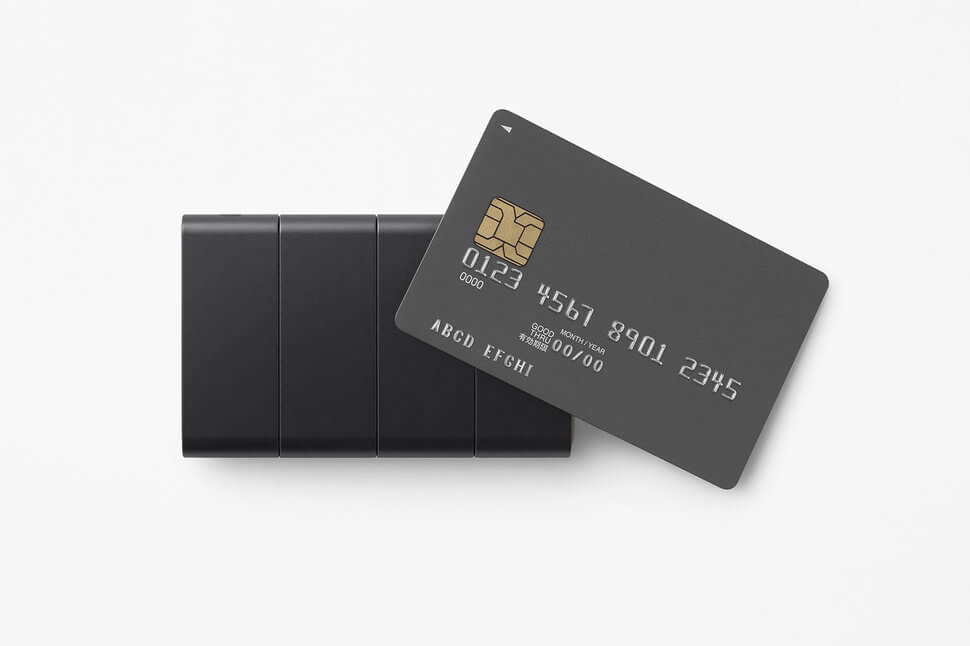 0123 4567 8901 2345
0000
GOOD THRU
MONTH / YEAR
有効期限
00/00
ABCD EFGHI